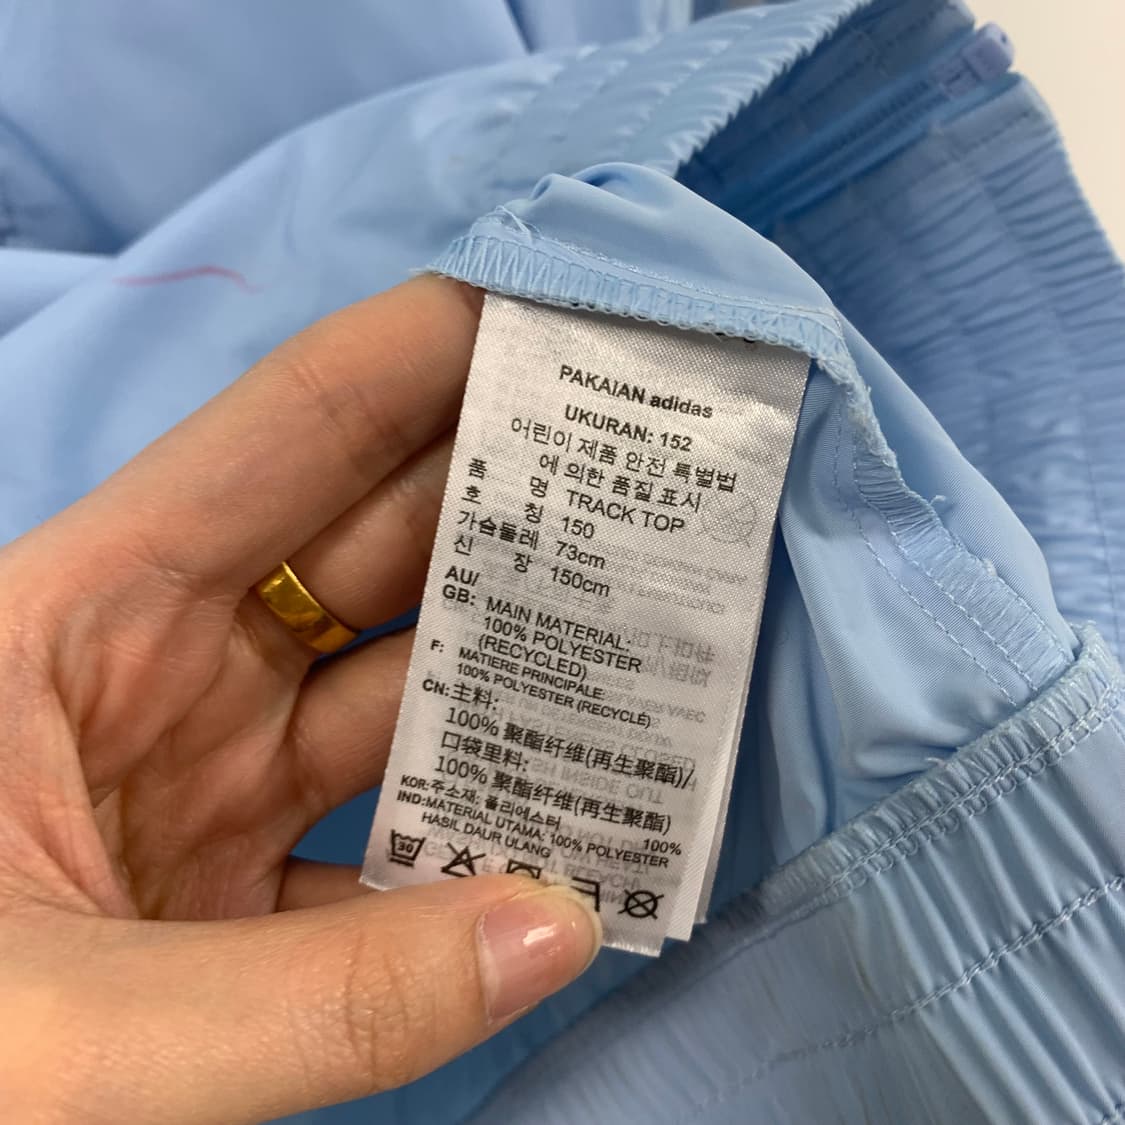 PAKAIAN adidas
UKURAN: 152
어린이 제품 안전 특별법
에 의한 품질 표시
품 명 TRACK TOP
호 칭 150
가슴둘레 73cm
신 장 150cm
AU/
GB: MAIN MATERIAL:
100% POLYESTER
(RECYCLED)
F: MATIERE PRINCIPALE:
100% POLYESTER (RECYCLÉ)
CN: 主料:
100% 聚酯纤维(再生聚酯)/
口袋里料:
100% 聚酯纤维(再生聚酯)
KOR:주소재: 폴리에스터 100%
IND:MATERIAL UTAMA: 100% POLYESTER
HASIL DAUR ULANG
30